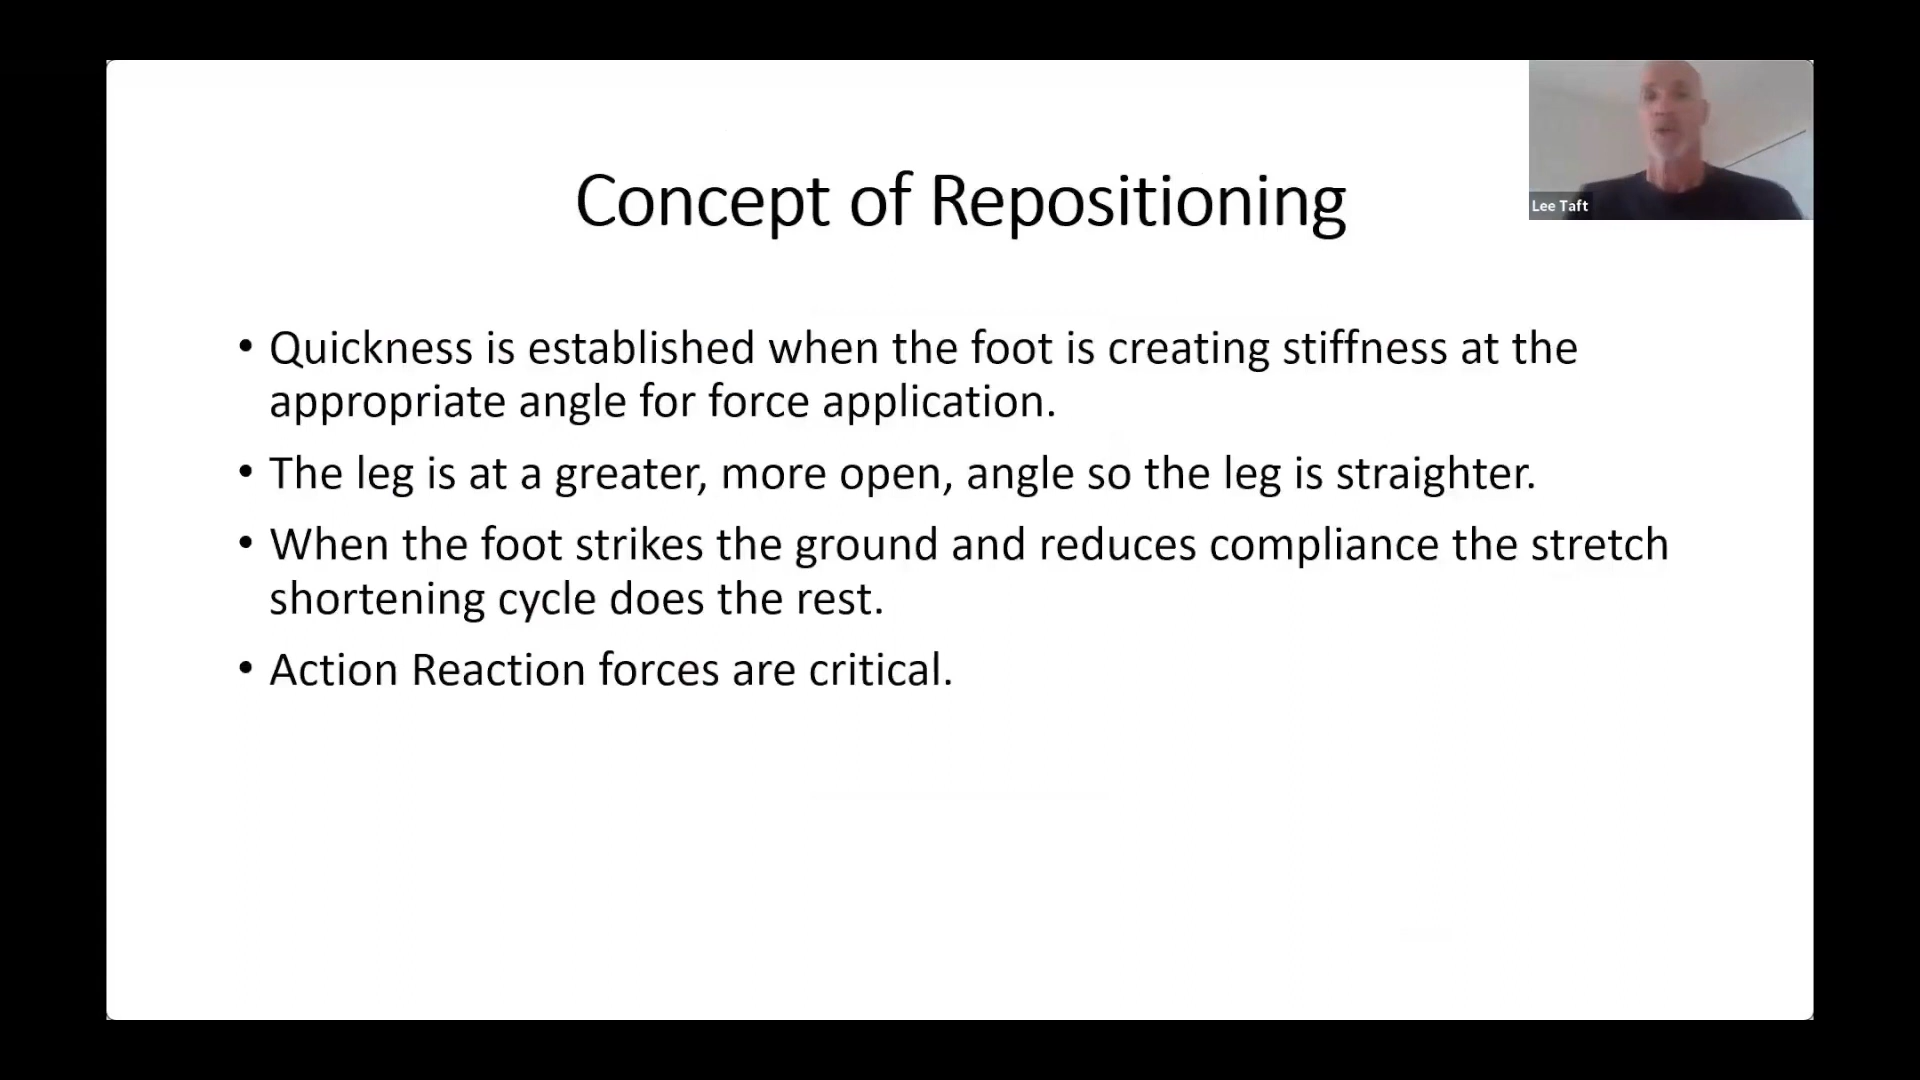 Concept of Repositioning
Lee Taft
• Quickness is established when the foot is creating stiffness at the
appropriate angle for force application.
• The leg is at a greater, more open, angle so the leg is straighter.
• When the foot strikes the ground and reduces compliance the stretch
shortening cycle does the rest.
• Action Reaction forces are critical.